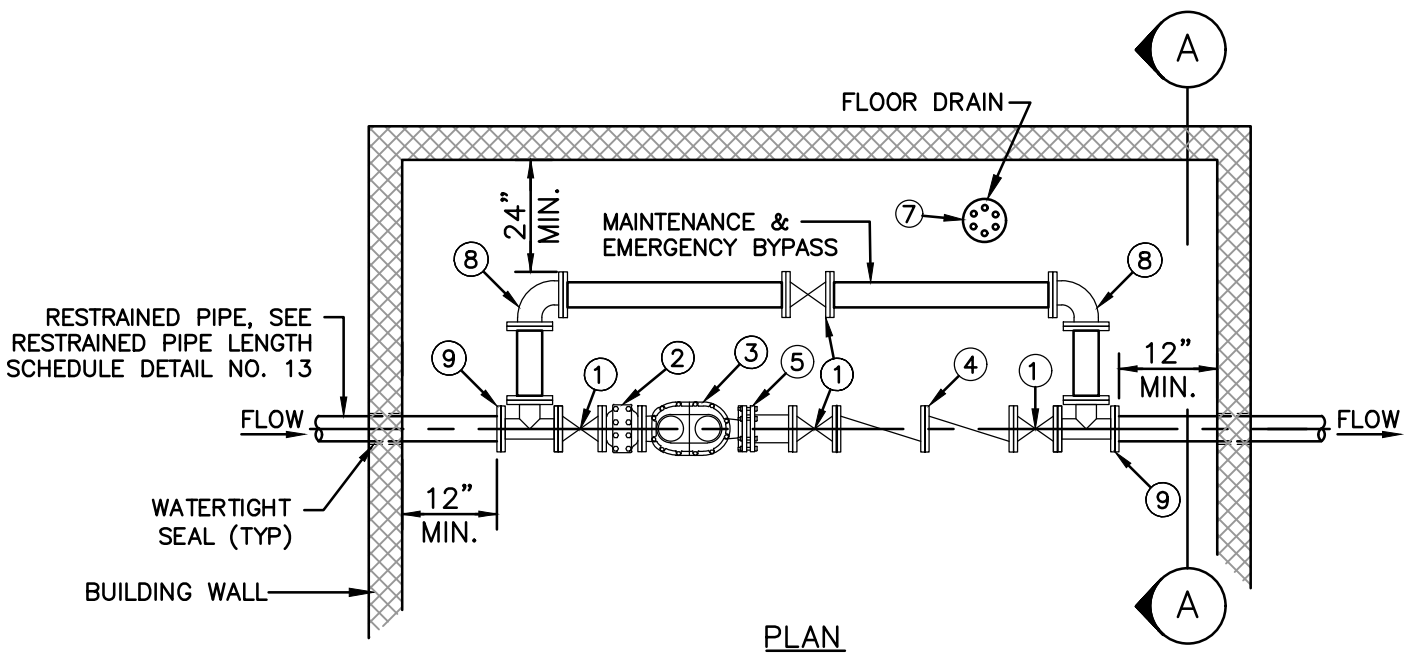 A
FLOOR DRAIN
24"
MIN.
7
MAINTENANCE &
EMERGENCY BYPASS
8
8
RESTRAINED PIPE, SEE
RESTRAINED PIPE LENGTH
SCHEDULE DETAIL NO. 13
9
1
2
3
5
1
4
1
12"
MIN.
FLOW
FLOW
12"
MIN.
9
WATERTIGHT
SEAL (TYP)
BUILDING WALL
A
PLAN